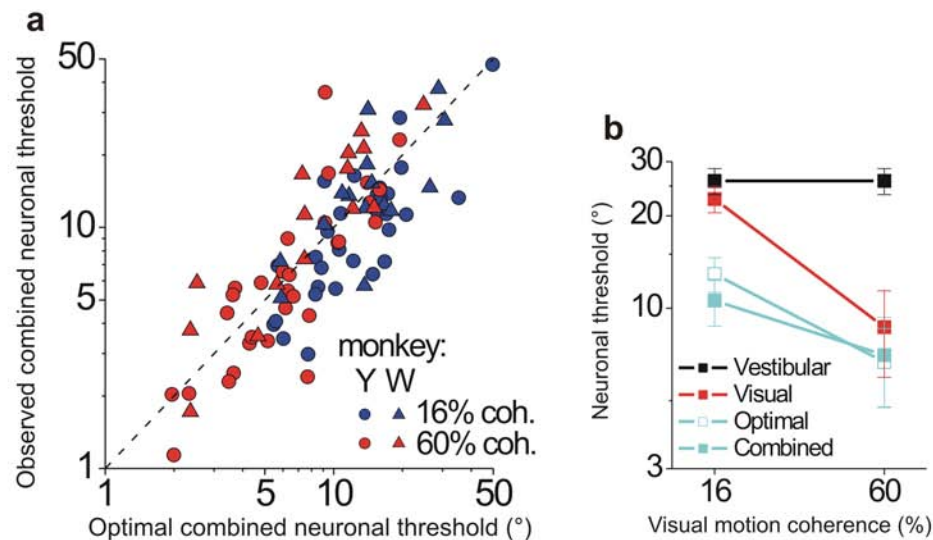 a
Observed combined neuronal threshold
50
10
5
1
1 5 10 50
Optimal combined neuronal threshold (°)
monkey:
Y W
16% coh.
60% coh.
b
Neuronal threshold (°)
30
20
10
3
16 60
Visual motion coherence (%)
Vestibular
Visual
Optimal
Combined